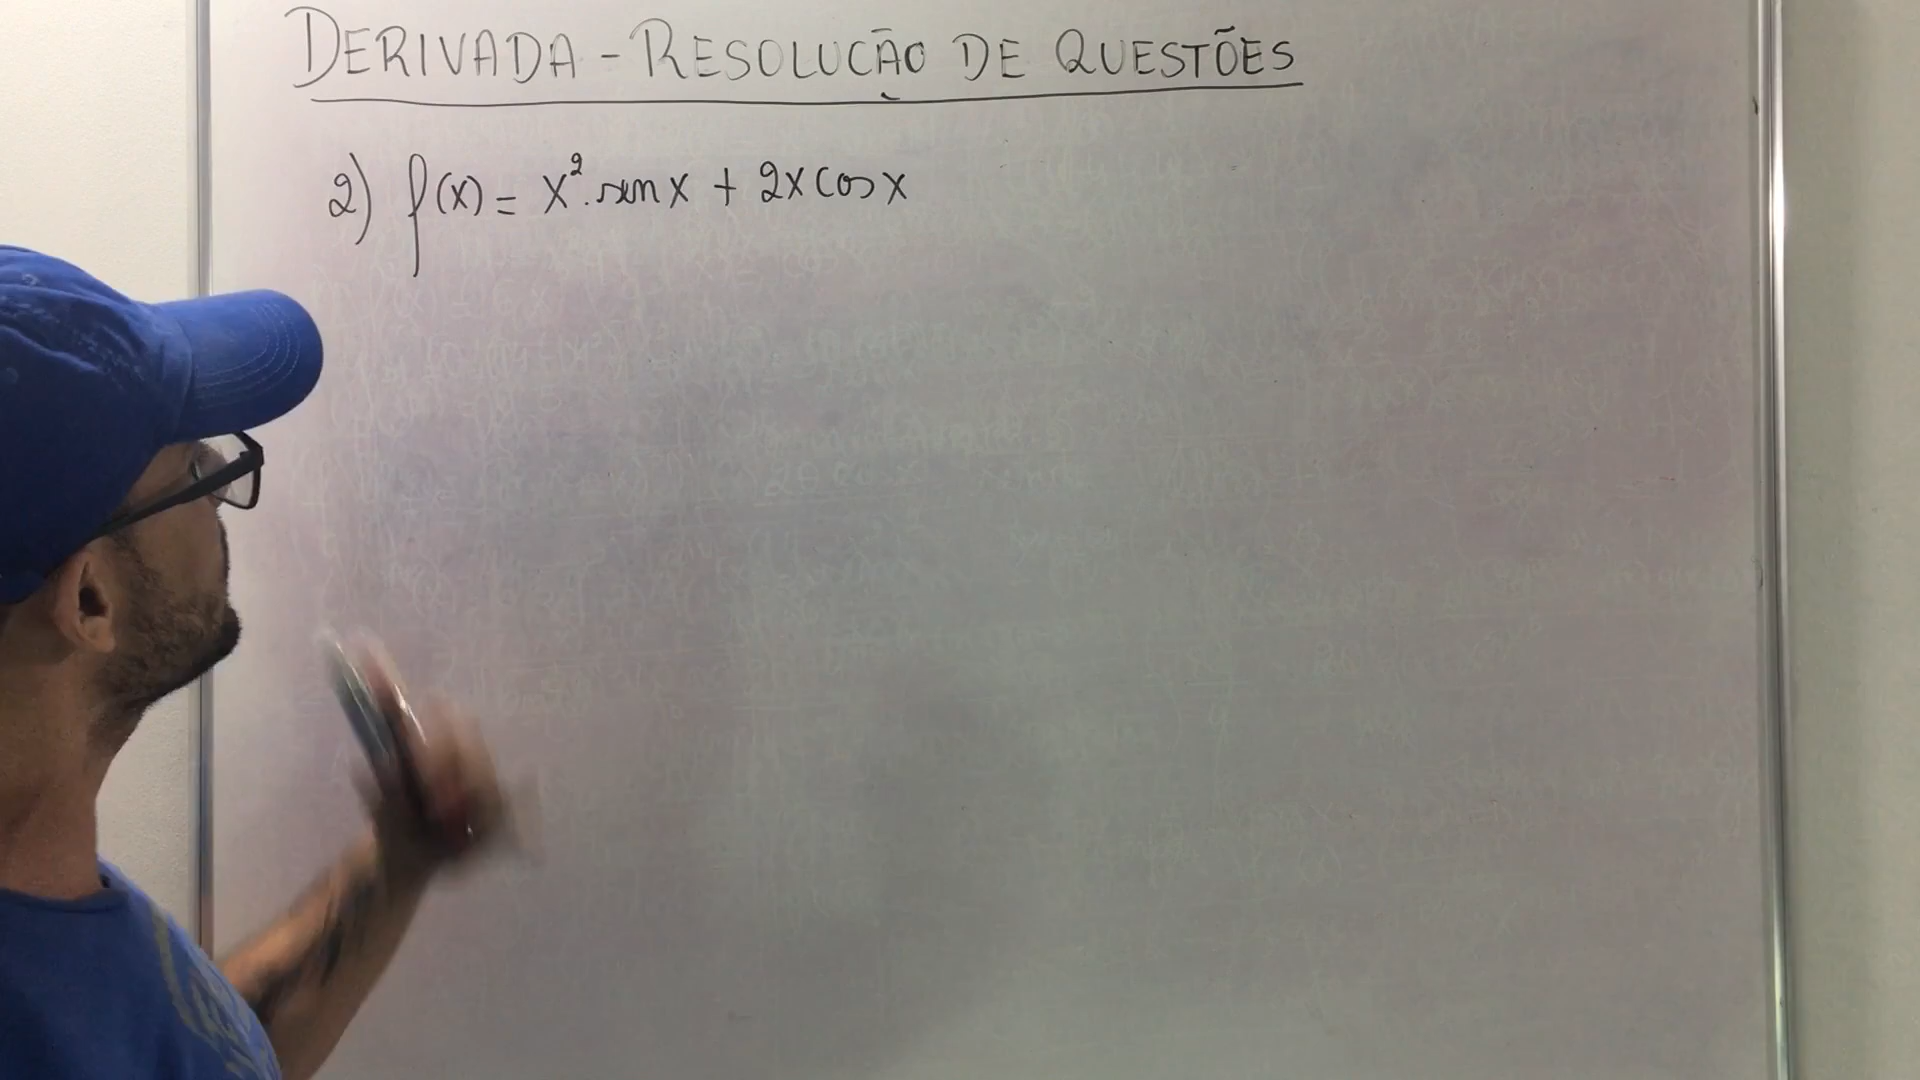 DERIVADA - RESOLUÇÃO DE QUESTÕES
2) f(x) = x². sen x + 2x cos x